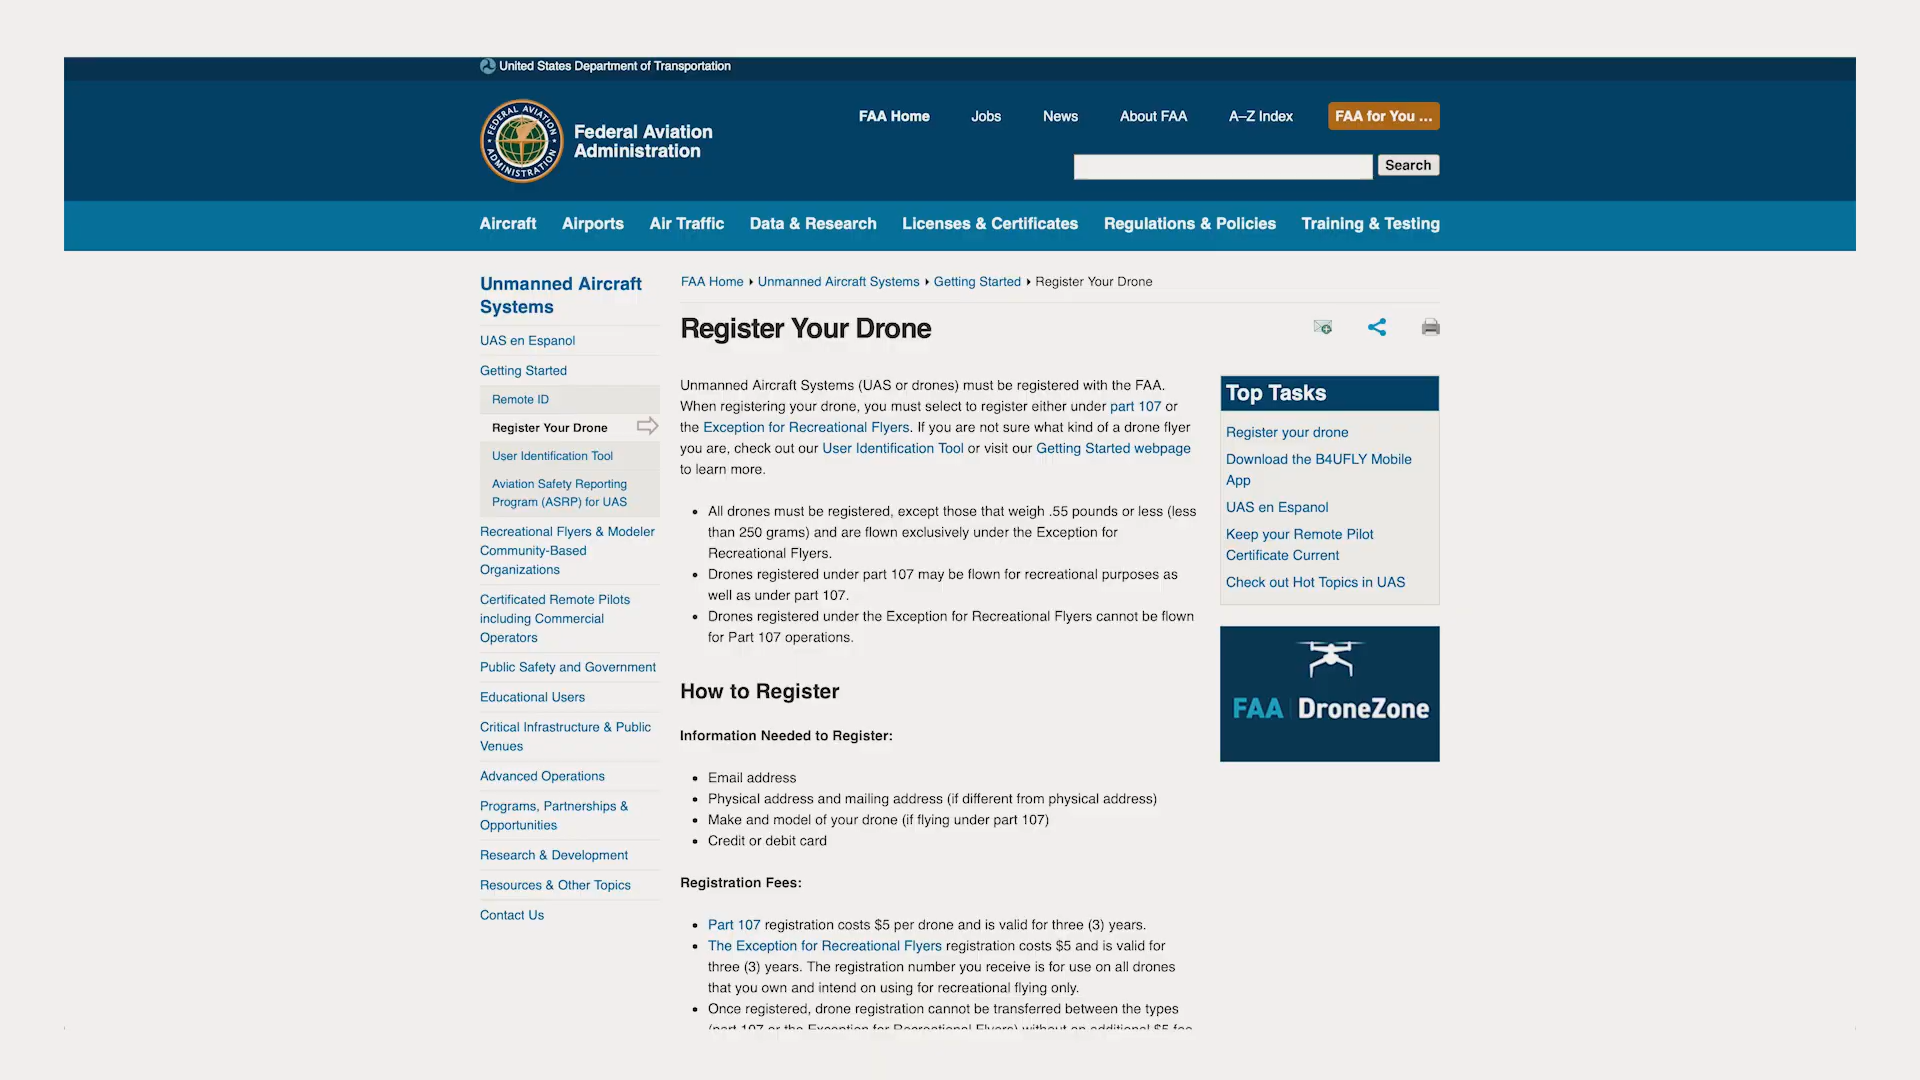 United States Department of Transportation
FEDERAL AVIATION
ADMINISTRATION
Federal Aviation
Administration
FAA Home
Jobs
News
About FAA
A–Z Index
FAA for You ...
Search
Aircraft
Airports
Air Traffic
Data & Research
Licenses & Certificates
Regulations & Policies
Training & Testing
Unmanned Aircraft
Systems
UAS en Espanol
Getting Started
Remote ID
Register Your Drone
User Identification Tool
Aviation Safety Reporting
Program (ASRP) for UAS
Recreational Flyers & Modeler
Community-Based
Organizations
Certificated Remote Pilots
including Commercial
Operators
Public Safety and Government
Educational Users
Critical Infrastructure & Public
Venues
Advanced Operations
Programs, Partnerships &
Opportunities
Research & Development
Resources & Other Topics
Contact Us
FAA Home Unmanned Aircraft Systems Getting Started Register Your Drone
Register Your Drone
Unmanned Aircraft Systems (UAS or drones) must be registered with the FAA.
When registering your drone, you must select to register either under part 107 or
the Exception for Recreational Flyers. If you are not sure what kind of a drone flyer
you are, check out our User Identification Tool or visit our Getting Started webpage
to learn more.
• All drones must be registered, except those that weigh .55 pounds or less (less
than 250 grams) and are flown exclusively under the Exception for
Recreational Flyers.
• Drones registered under part 107 may be flown for recreational purposes as
well as under part 107.
• Drones registered under the Exception for Recreational Flyers cannot be flown
for Part 107 operations.
How to Register
Information Needed to Register:
• Email address
• Physical address and mailing address (if different from physical address)
• Make and model of your drone (if flying under part 107)
• Credit or debit card
Registration Fees:
• Part 107 registration costs $5 per drone and is valid for three (3) years.
• The Exception for Recreational Flyers registration costs $5 and is valid for
three (3) years. The registration number you receive is for use on all drones
that you own and intend on using for recreational flying only.
• Once registered, drone registration cannot be transferred between the types
(part 107 or the Exception for Recreational Flyers) without an additional $5 fee
Top Tasks
Register your drone
Download the B4UFLY Mobile
App
UAS en Espanol
Keep your Remote Pilot
Certificate Current
Check out Hot Topics in UAS
FAA DroneZone